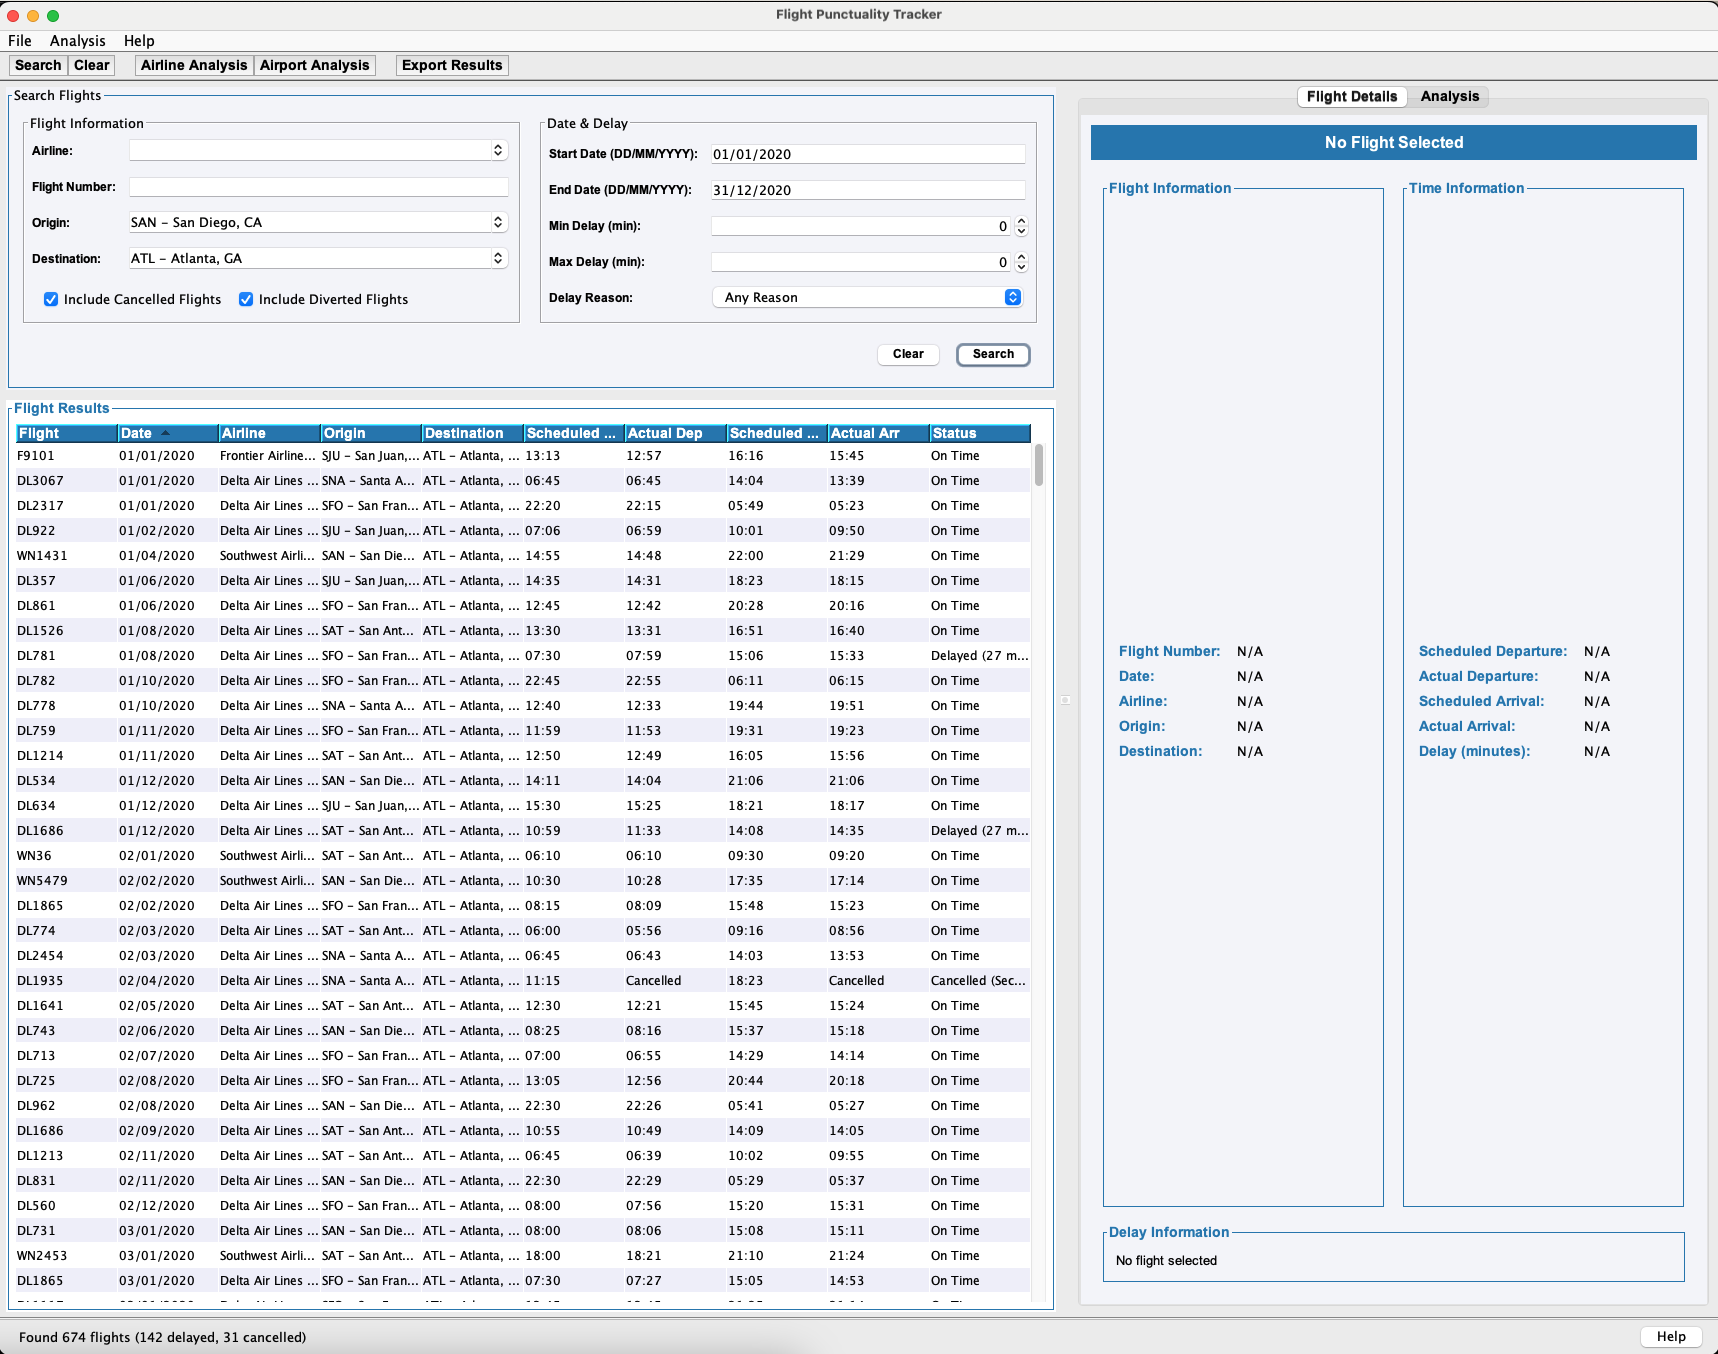 Flight Punctuality Tracker
File Analysis Help
Search Clear Airline Analysis Airport Analysis Export Results
Search Flights
Flight Information
Airline:
Flight Number:
Origin: SAN – San Diego, CA
Destination: ATL – Atlanta, GA
Include Cancelled Flights Include Diverted Flights
Date & Delay
Start Date (DD/MM/YYYY): 01/01/2020
End Date (DD/MM/YYYY): 31/12/2020
Min Delay (min): 0
Max Delay (min): 0
Delay Reason: Any Reason
Clear Search
Flight Results
Flight Date Airline Origin Destination Scheduled ... Actual Dep Scheduled ... Actual Arr Status
F9101 01/01/2020 Frontier Airline... SJU – San Juan,... ATL – Atlanta, ... 13:13 12:57 16:16 15:45 On Time
DL3067 01/01/2020 Delta Air Lines ... SNA – Santa A... ATL – Atlanta, ... 06:45 06:45 14:04 13:39 On Time
DL2317 01/01/2020 Delta Air Lines ... SFO – San Fran... ATL – Atlanta, ... 22:20 22:15 05:49 05:23 On Time
DL922 01/02/2020 Delta Air Lines ... SJU – San Juan,... ATL – Atlanta, ... 07:06 06:59 10:01 09:50 On Time
WN1431 01/04/2020 Southwest Airli... SAN – San Die... ATL – Atlanta, ... 14:55 14:48 22:00 21:29 On Time
DL357 01/06/2020 Delta Air Lines ... SJU – San Juan,... ATL – Atlanta, ... 14:35 14:31 18:23 18:15 On Time
DL861 01/06/2020 Delta Air Lines ... SFO – San Fran... ATL – Atlanta, ... 12:45 12:42 20:28 20:16 On Time
DL1526 01/08/2020 Delta Air Lines ... SAT – San Ant... ATL – Atlanta, ... 13:30 13:31 16:51 16:40 On Time
DL781 01/08/2020 Delta Air Lines ... SFO – San Fran... ATL – Atlanta, ... 07:30 07:59 15:06 15:33 Delayed (27 m...
DL782 01/10/2020 Delta Air Lines ... SFO – San Fran... ATL – Atlanta, ... 22:45 22:55 06:11 06:15 On Time
DL778 01/10/2020 Delta Air Lines ... SNA – Santa A... ATL – Atlanta, ... 12:40 12:33 19:44 19:51 On Time
DL759 01/11/2020 Delta Air Lines ... SFO – San Fran... ATL – Atlanta, ... 11:59 11:53 19:31 19:23 On Time
DL1214 01/11/2020 Delta Air Lines ... SAT – San Ant... ATL – Atlanta, ... 12:50 12:49 16:05 15:56 On Time
DL534 01/12/2020 Delta Air Lines ... SAN – San Die... ATL – Atlanta, ... 14:11 14:04 21:06 21:06 On Time
DL634 01/12/2020 Delta Air Lines ... SJU – San Juan,... ATL – Atlanta, ... 15:30 15:25 18:21 18:17 On Time
DL1686 01/12/2020 Delta Air Lines ... SAT – San Ant... ATL – Atlanta, ... 10:59 11:33 14:08 14:35 Delayed (27 m...
WN36 02/01/2020 Southwest Airli... SAT – San Ant... ATL – Atlanta, ... 06:10 06:10 09:30 09:20 On Time
WN5479 02/02/2020 Southwest Airli... SAN – San Die... ATL – Atlanta, ... 10:30 10:28 17:35 17:14 On Time
DL1865 02/02/2020 Delta Air Lines ... SFO – San Fran... ATL – Atlanta, ... 08:15 08:09 15:48 15:23 On Time
DL774 02/03/2020 Delta Air Lines ... SAT – San Ant... ATL – Atlanta, ... 06:00 05:56 09:16 08:56 On Time
DL2454 02/03/2020 Delta Air Lines ... SNA – Santa A... ATL – Atlanta, ... 06:45 06:43 14:03 13:53 On Time
DL1935 02/04/2020 Delta Air Lines ... SNA – Santa A... ATL – Atlanta, ... 11:15 Cancelled 18:23 Cancelled Cancelled (Sec...
DL1641 02/05/2020 Delta Air Lines ... SAT – San Ant... ATL – Atlanta, ... 12:30 12:21 15:45 15:24 On Time
DL743 02/06/2020 Delta Air Lines ... SAN – San Die... ATL – Atlanta, ... 08:25 08:16 15:37 15:18 On Time
DL713 02/07/2020 Delta Air Lines ... SFO – San Fran... ATL – Atlanta, ... 07:00 06:55 14:29 14:14 On Time
DL725 02/08/2020 Delta Air Lines ... SFO – San Fran... ATL – Atlanta, ... 13:05 12:56 20:44 20:18 On Time
DL962 02/08/2020 Delta Air Lines ... SAN – San Die... ATL – Atlanta, ... 22:30 22:26 05:41 05:27 On Time
DL1686 02/09/2020 Delta Air Lines ... SAT – San Ant... ATL – Atlanta, ... 10:55 10:49 14:09 14:05 On Time
DL1213 02/11/2020 Delta Air Lines ... SAT – San Ant... ATL – Atlanta, ... 06:45 06:39 10:02 09:55 On Time
DL831 02/11/2020 Delta Air Lines ... SAN – San Die... ATL – Atlanta, ... 22:30 22:29 05:29 05:37 On Time
DL560 02/12/2020 Delta Air Lines ... SFO – San Fran... ATL – Atlanta, ... 08:00 07:56 15:20 15:31 On Time
DL731 03/01/2020 Delta Air Lines ... SAN – San Die... ATL – Atlanta, ... 08:00 08:06 15:08 15:11 On Time
WN2453 03/01/2020 Southwest Airli... SAT – San Ant... ATL – Atlanta, ... 18:00 18:21 21:10 21:24 On Time
DL1865 03/01/2020 Delta Air Lines ... SFO – San Fran... ATL – Atlanta, ... 07:30 07:27 15:05 14:53 On Time
Flight Details Analysis
No Flight Selected
Flight Information
Flight Number: N/A
Date: N/A
Airline: N/A
Origin: N/A
Destination: N/A
Time Information
Scheduled Departure: N/A
Actual Departure: N/A
Scheduled Arrival: N/A
Actual Arrival: N/A
Delay (minutes): N/A
Delay Information
No flight selected
Found 674 flights (142 delayed, 31 cancelled)
Help